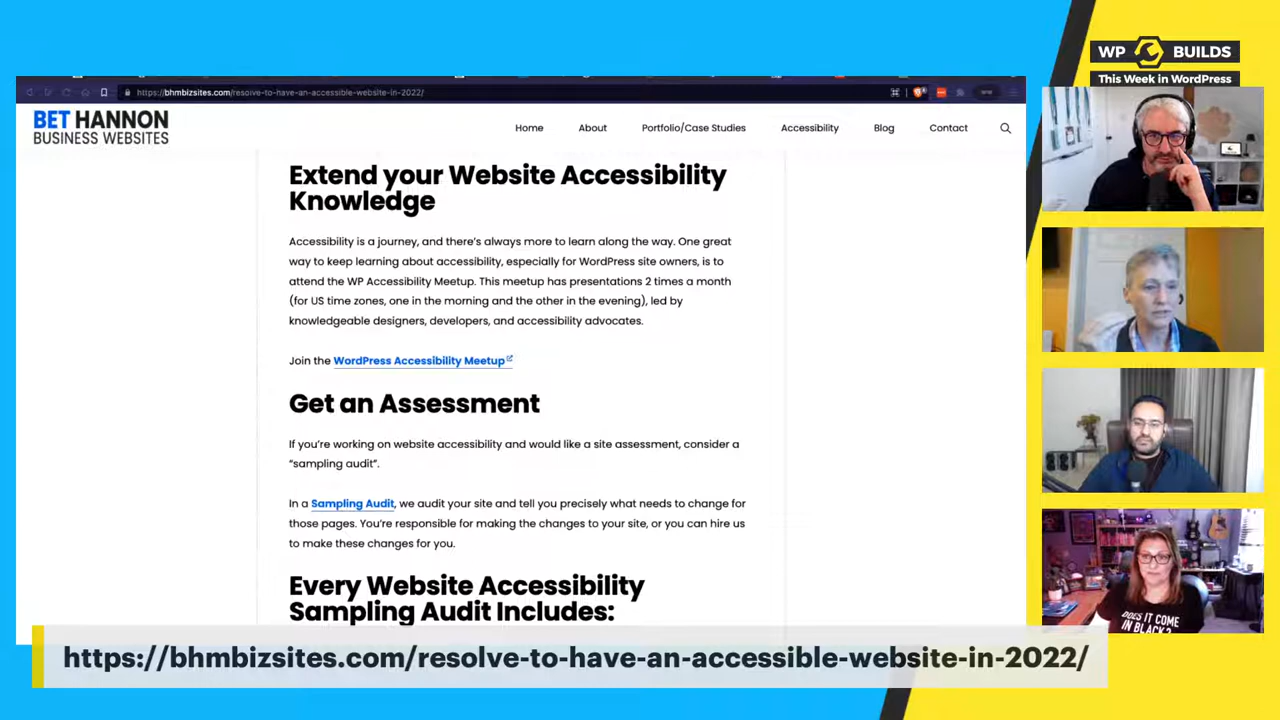 WP BUILDS
This Week in WordPress
https://bhmbizsites.com/resolve-to-have-an-accessible-website-in-2022/
BET HANNON
BUSINESS WEBSITES
Home About Portfolio/Case Studies Accessibility Blog Contact
Extend your Website Accessibility
Knowledge
Accessibility is a journey, and there's always more to learn along the way. One great
way to keep learning about accessibility, especially for WordPress site owners, is to
attend the WP Accessibility Meetup. This meetup has presentations 2 times a month
(for US time zones, one in the morning and the other in the evening), led by
knowledgeable designers, developers, and accessibility advocates.
Join the WordPress Accessibility Meetup
Get an Assessment
If you're working on website accessibility and would like a site assessment, consider a
“sampling audit”.
In a Sampling Audit, we audit your site and tell you precisely what needs to change for
those pages. You're responsible for making the changes to your site, or you can hire us
to make these changes for you.
Every Website Accessibility
Sampling Audit Includes:
DOES IT COME
IN BLACK?
https://bhmbizsites.com/resolve-to-have-an-accessible-website-in-2022/